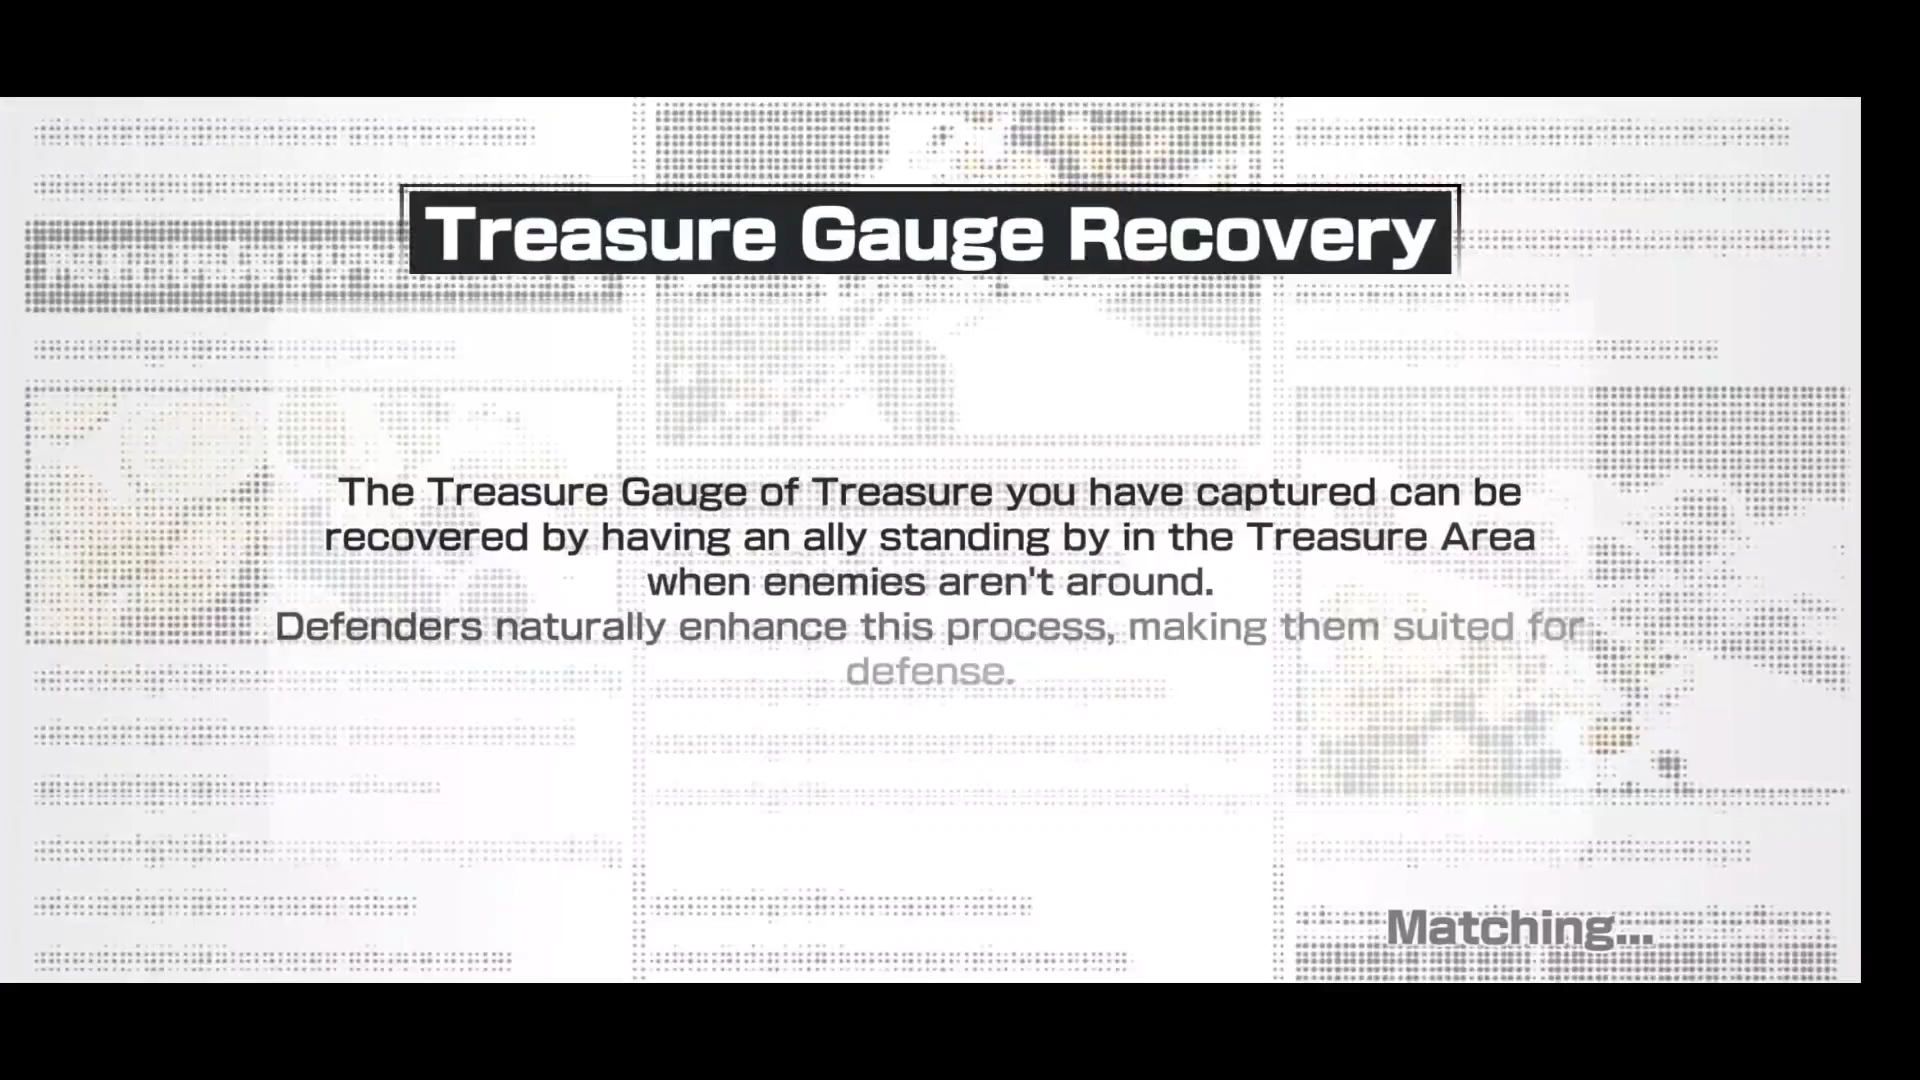 Treasure Gauge Recovery
The Treasure Gauge of Treasure you have captured can be
recovered by having an ally standing by in the Treasure Area
when enemies aren't around.
Defenders naturally enhance this process, making them suited for
defense.
Matching...